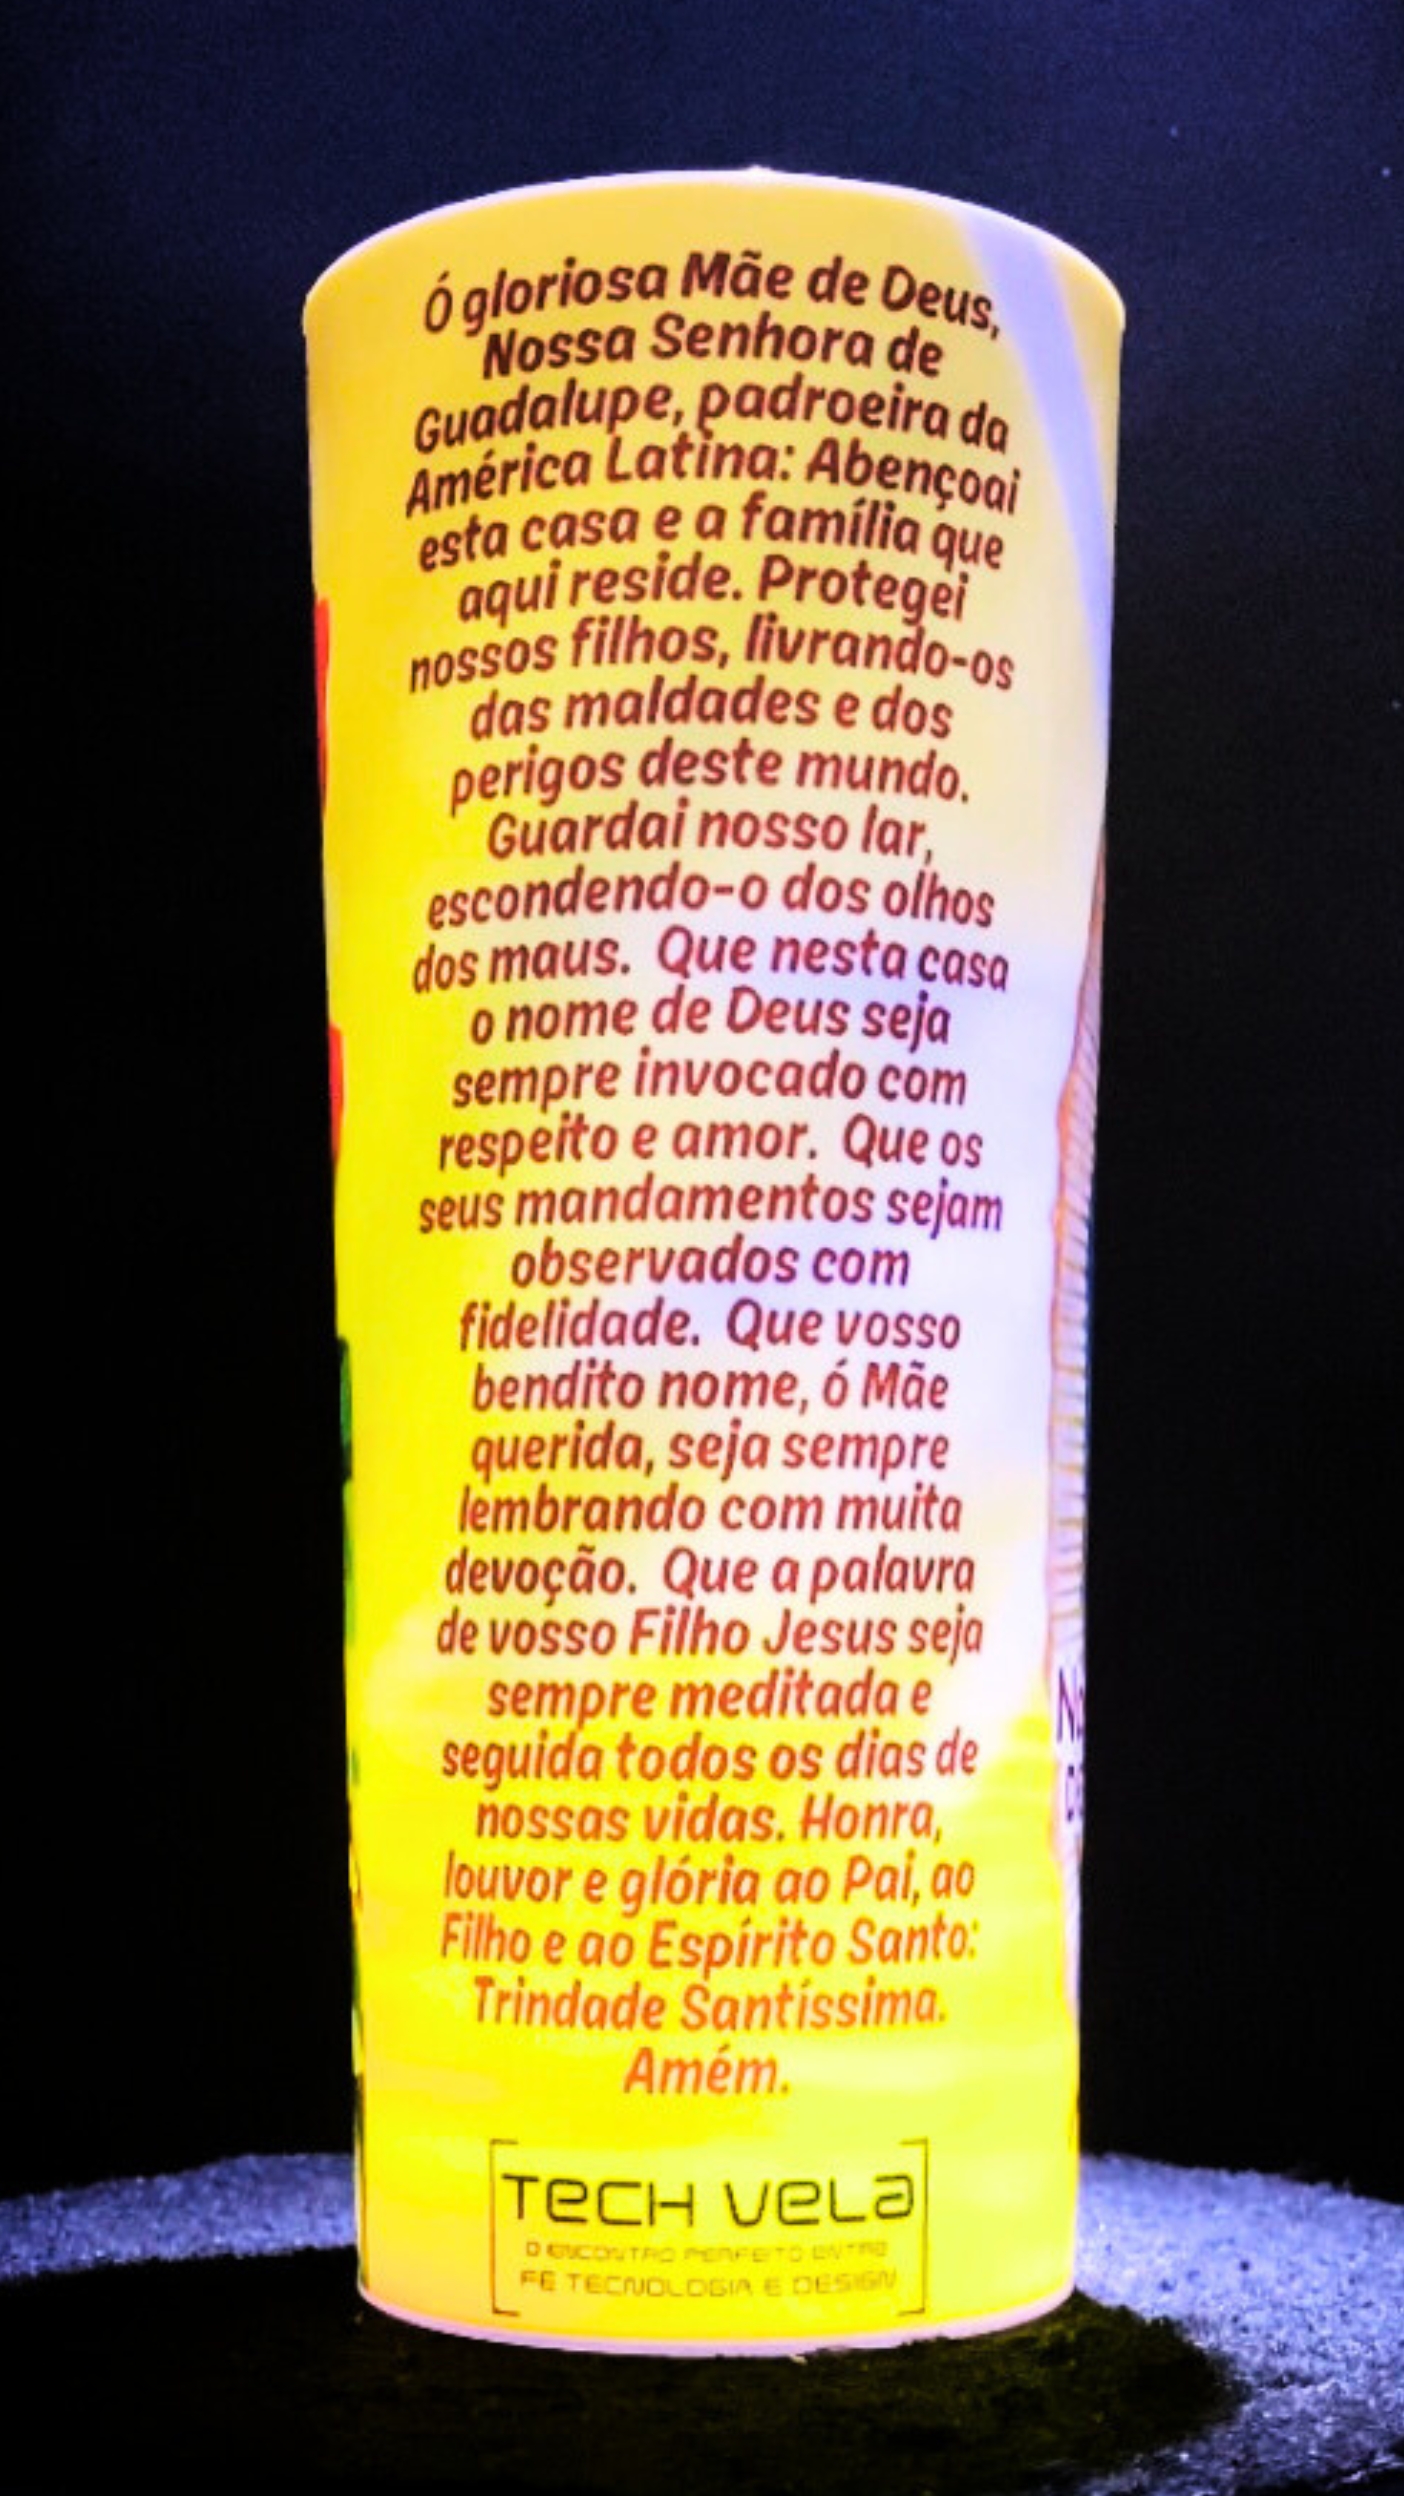 Ó gloriosa Mãe de Deus,
Nossa Senhora de
Guadalupe, padroeira da
América Latina: Abençoai
esta casa e a família que
aqui reside. Protegei
nossos filhos, livrando-os
das maldades e dos
perigos deste mundo.
Guardai nosso lar,
escondendo-o dos olhos
dos maus. Que nesta casa
o nome de Deus seja
sempre invocado com
respeito e amor. Que os
seus mandamentos sejam
observados com
fidelidade. Que vosso
bendito nome, ó Mãe
querida, seja sempre
lembrando com muita
devoção. Que a palavra
de vosso Filho Jesus seja
sempre meditada e
seguida todos os dias de
nossas vidas. Honra,
louvor e glória ao Pai, ao
Filho e ao Espírito Santo:
Trindade Santíssima.
Amém.
TECH VELA
O ENCONTRO PERFEITO ENTRE
FÉ TECNOLOGIA E DESIGN